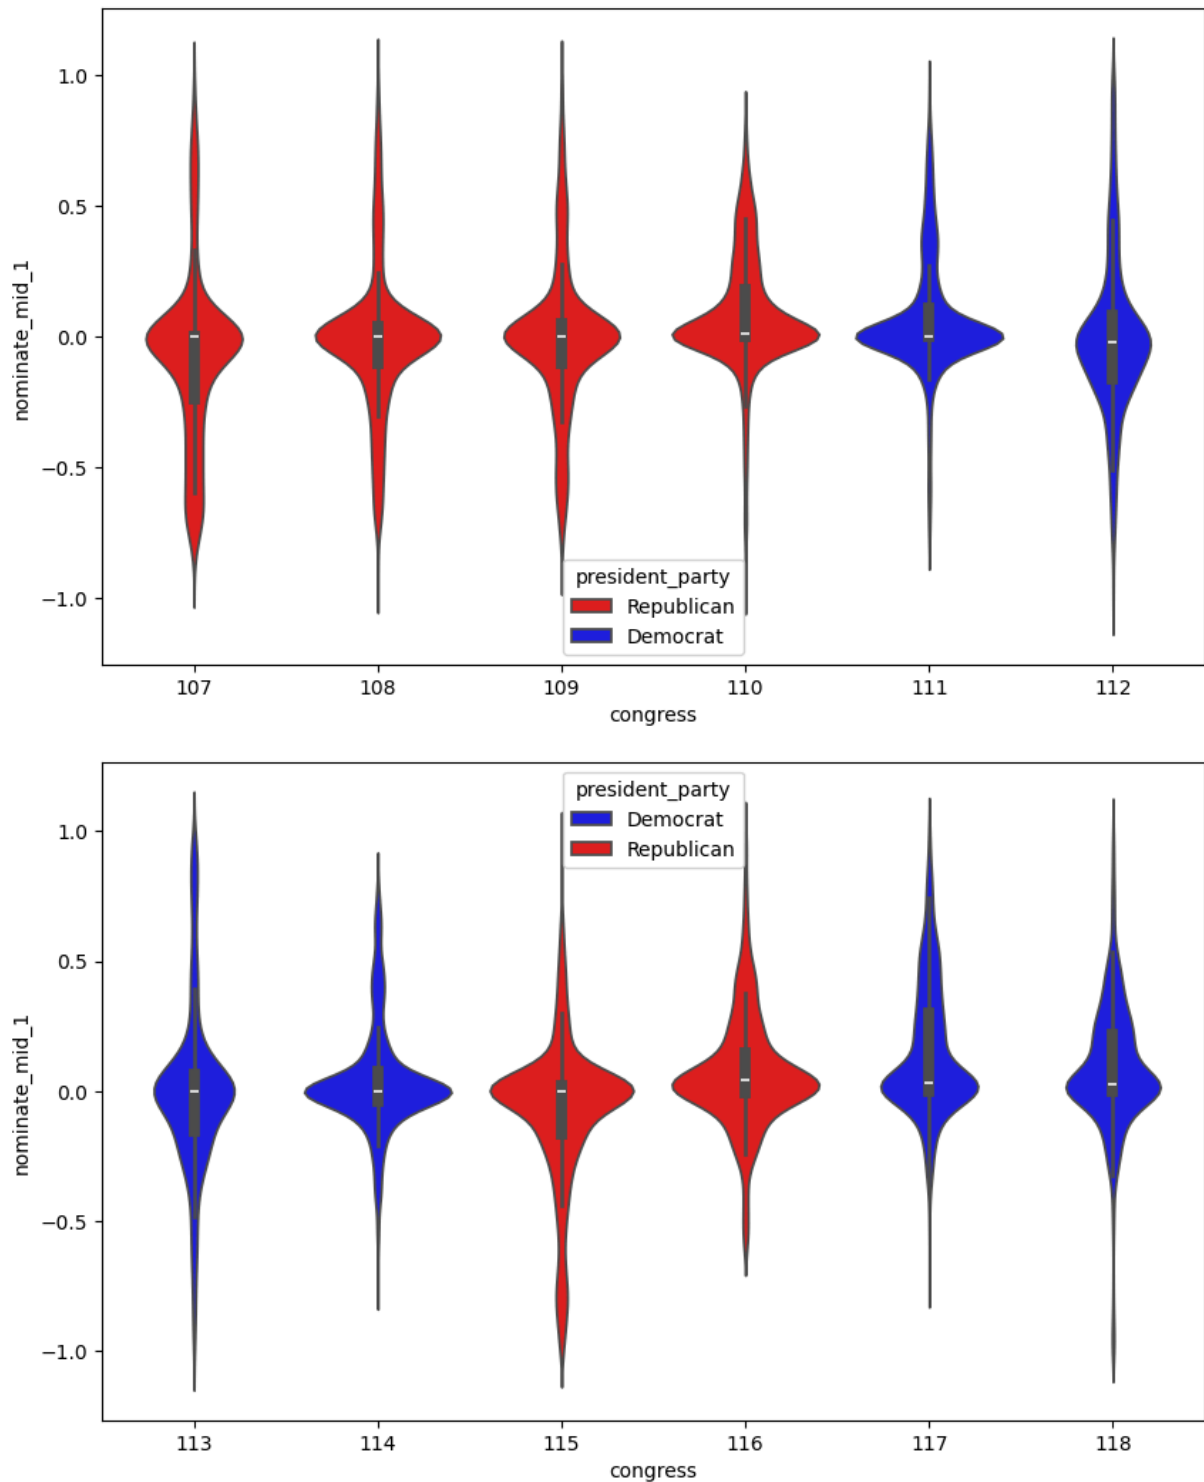 1.0
0.5
0.0
−0.5
−1.0
nominate_mid_1
president_party
Republican
Democrat
107 108 109 110 111 112
congress
president_party
Democrat
Republican
1.0
0.5
0.0
−0.5
−1.0
nominate_mid_1
113 114 115 116 117 118
congress